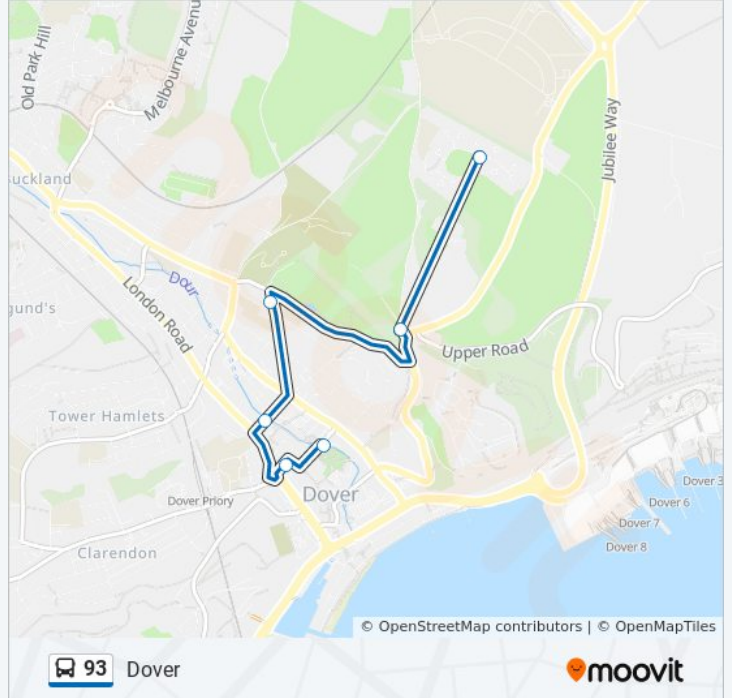 Old Park Hill
Melbourne Avenu
Jubilee Way
uckland
Dour
London Road
gund's
Upper Road
Tower Hamlets
Dover Priory
Dover
Clarendon
Dover 3
Dover 6
Dover 7
Dover 8
© OpenStreetMap contributors | © OpenMapTiles
93 Dover
moovit